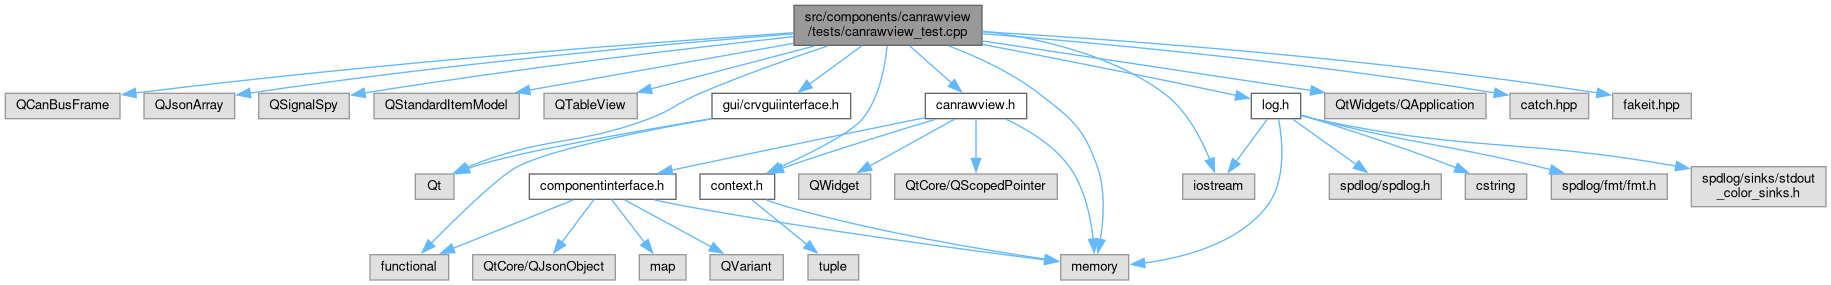 src/components/canrawview
/tests/canrawview_test.cpp
QCanBusFrame
QJsonArray
QSignalSpy
QStandardItemModel
QTableView
gui/crvguiinterface.h
canrawview.h
log.h
QtWidgets/QApplication
catch.hpp
fakeit.hpp
Qt
componentinterface.h
context.h
QWidget
QtCore/QScopedPointer
iostream
spdlog/spdlog.h
cstring
spdlog/fmt/fmt.h
spdlog/sinks/stdout
_color_sinks.h
functional
QtCore/QJsonObject
map
QVariant
tuple
memory